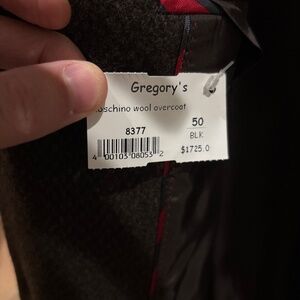 Gregory's
oschino wool overcoat
8377
50
BLK
4 00103 08053 2
$1725.0